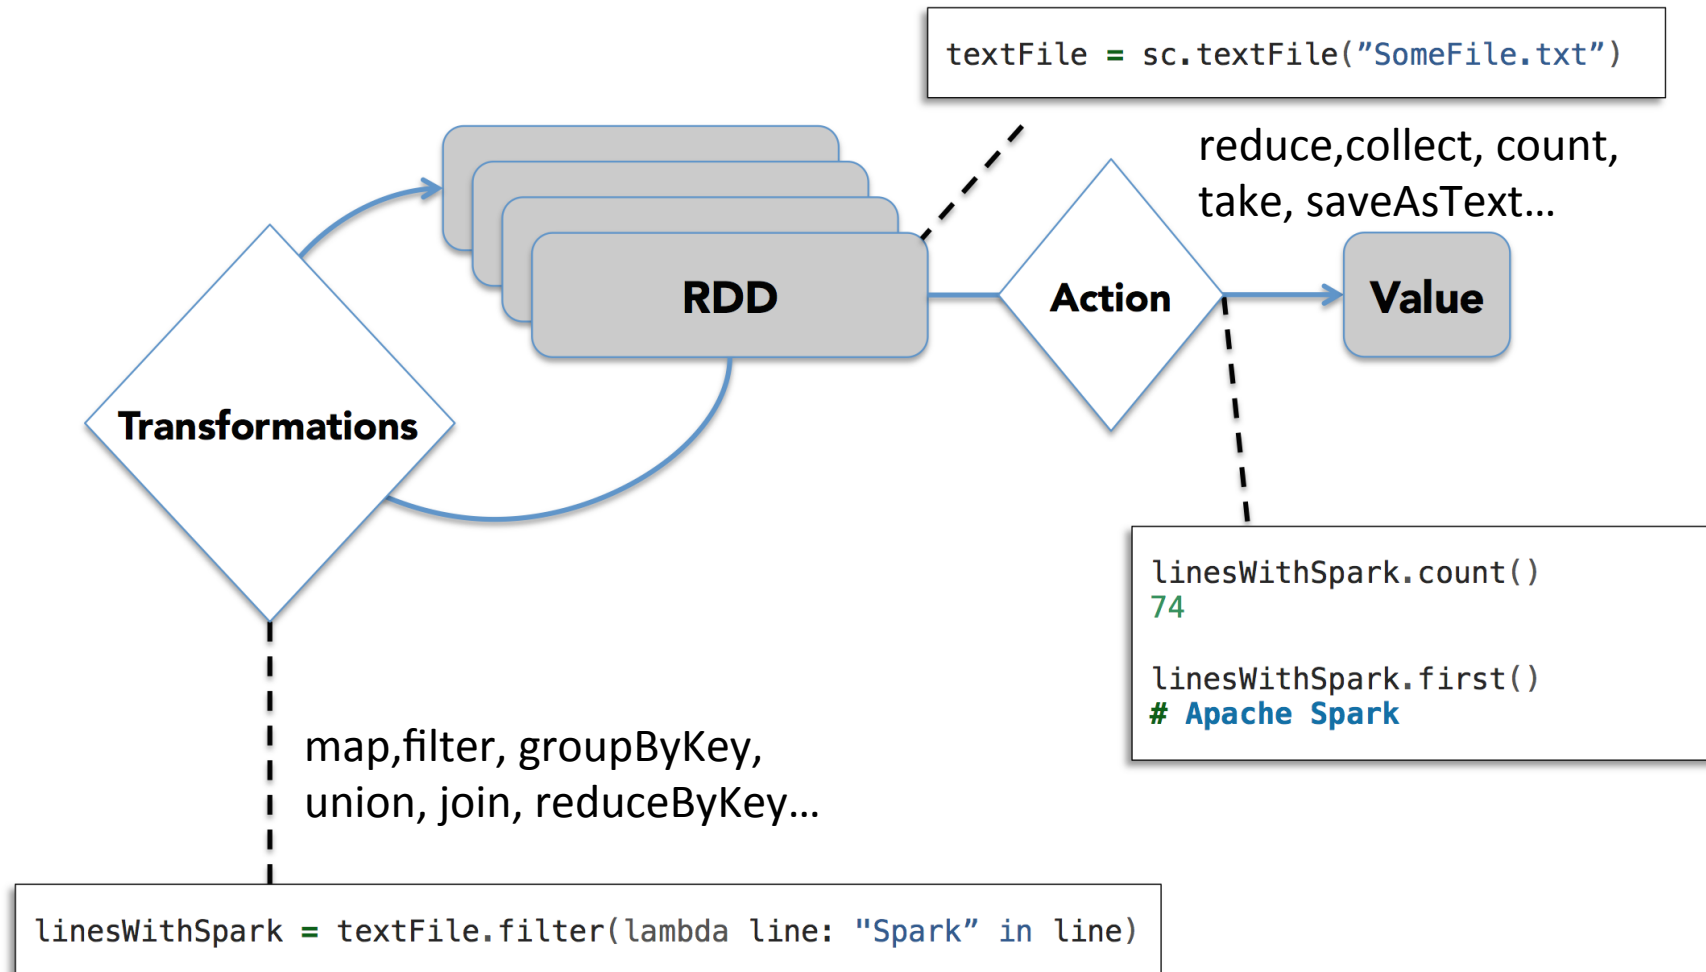 textFile = sc.textFile(”SomeFile.txt”)
reduce,collect, count,
take, saveAsText…
RDD
Action
Value
Transformations
linesWithSpark.count()
74
linesWithSpark.first()
# Apache Spark
map,filter, groupByKey,
union, join, reduceByKey…
linesWithSpark = textFile.filter(lambda line: "Spark” in line)